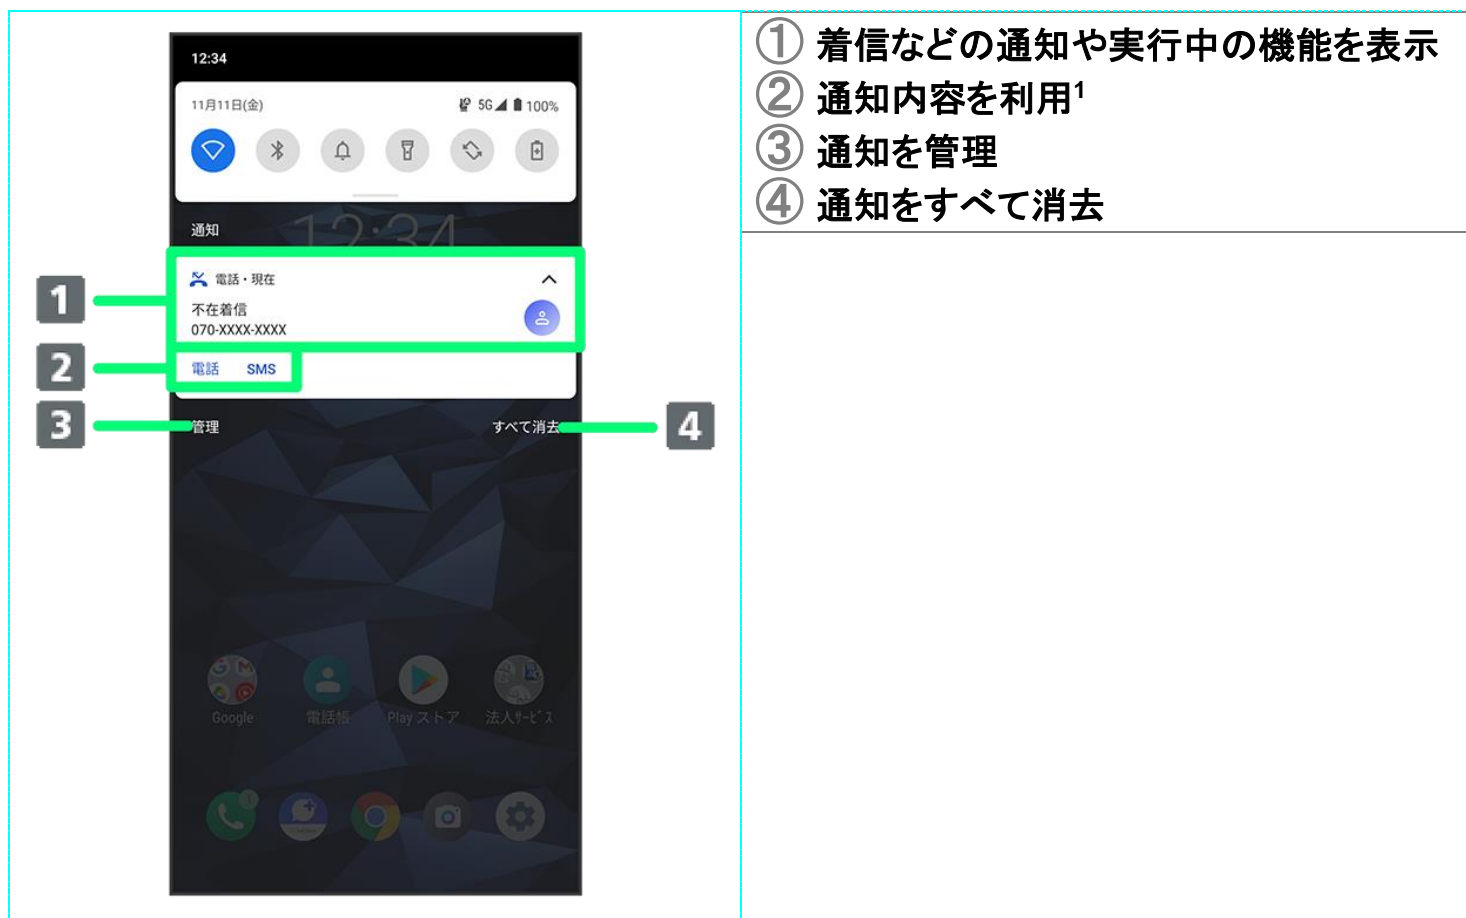 12:34
11月11日(金)
5G 100%
通知
12:34
電話・現在
不在着信
070-XXXX-XXXX
電話 SMS
管理 すべて消去
Google 電話帳 Play ストア 法人ｻｰﾋﾞｽ
1
1
2
3
4
① 着信などの通知や実行中の機能を表示
② 通知内容を利用1
③ 通知を管理
④ 通知をすべて消去